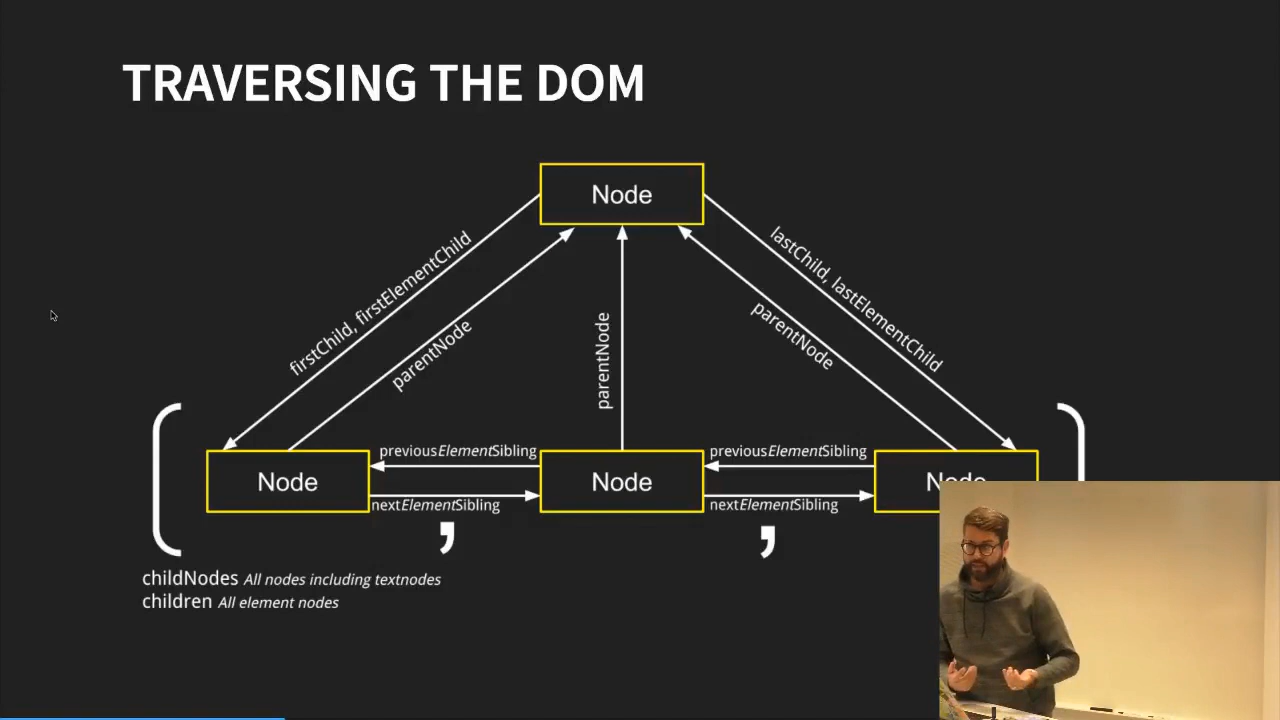 TRAVERSING THE DOM
Node
firstChild, firstElementChild
parentNode
parentNode
parentNode
lastChild, lastElementChild
previousElementSibling
previousElementSibling
Node
Node
Node
nextElementSibling
nextElementSibling
, ,
childNodes All nodes including textnodes
children All element nodes